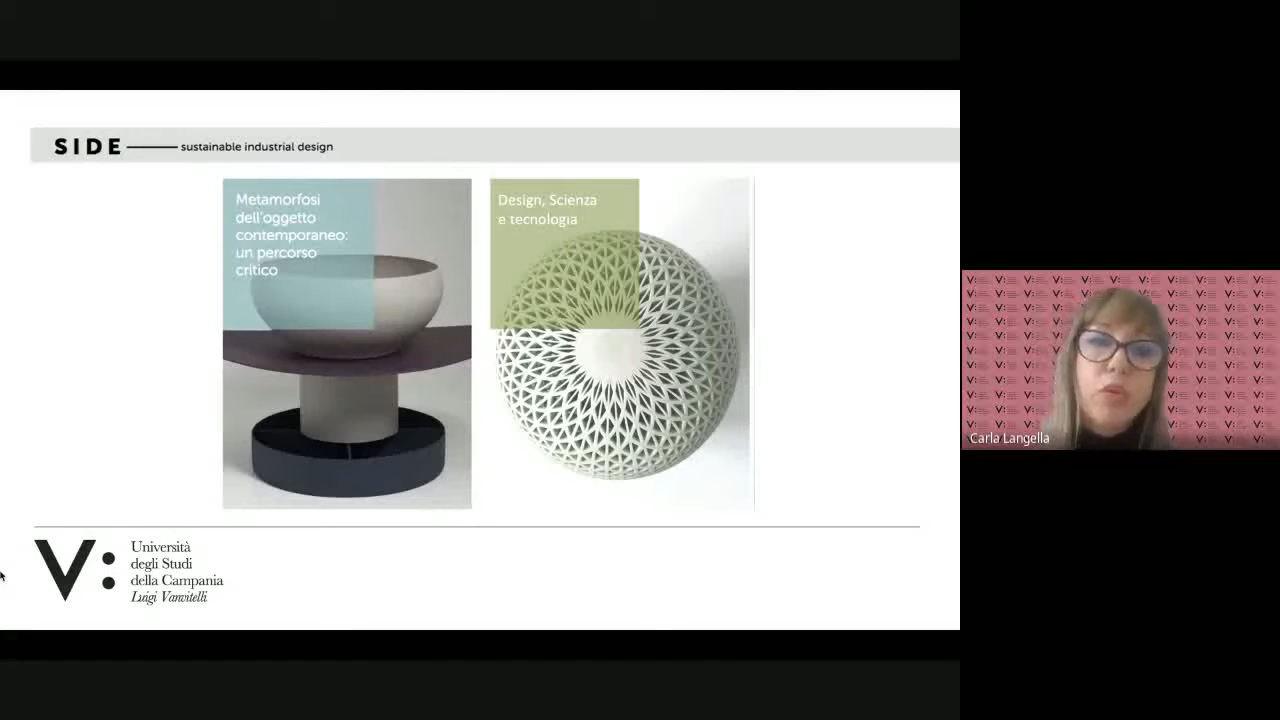 SIDE sustainable industrial design
Metamorfosi
dell'oggetto
contemporaneo:
un percorso
critico
Design, Scienza
e tecnologia
V:
Università
degli Studi
della Campania
Luigi Vanvitelli
Carla Langella